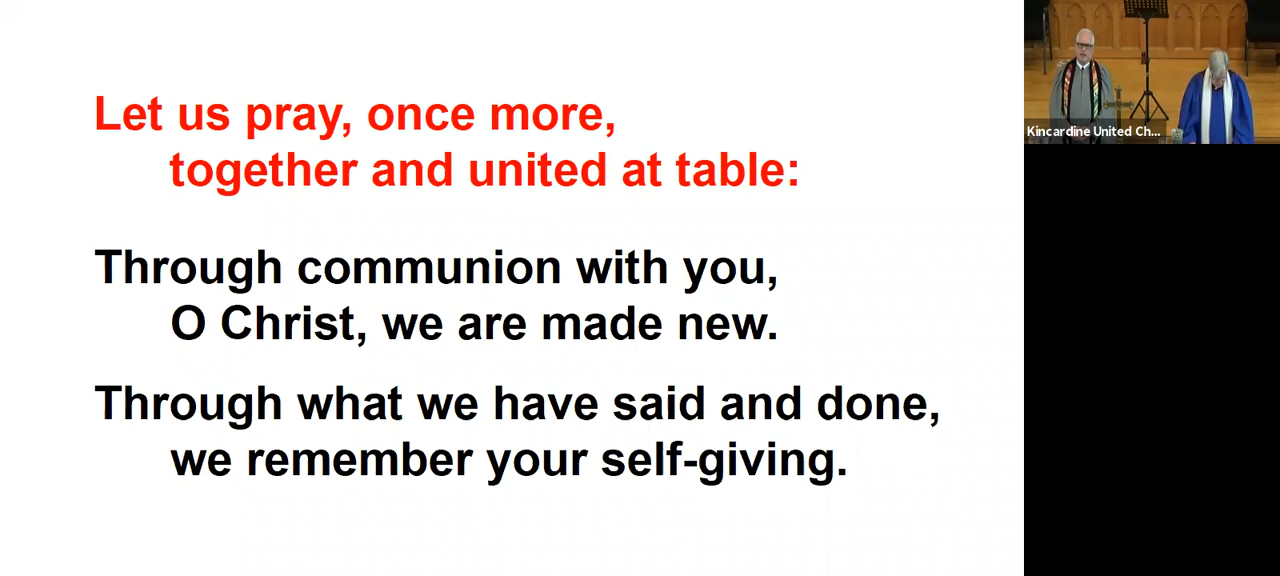 Let us pray, once more,
together and united at table:
Through communion with you,
O Christ, we are made new.
Through what we have said and done,
we remember your self-giving.
Kincardine United Ch...